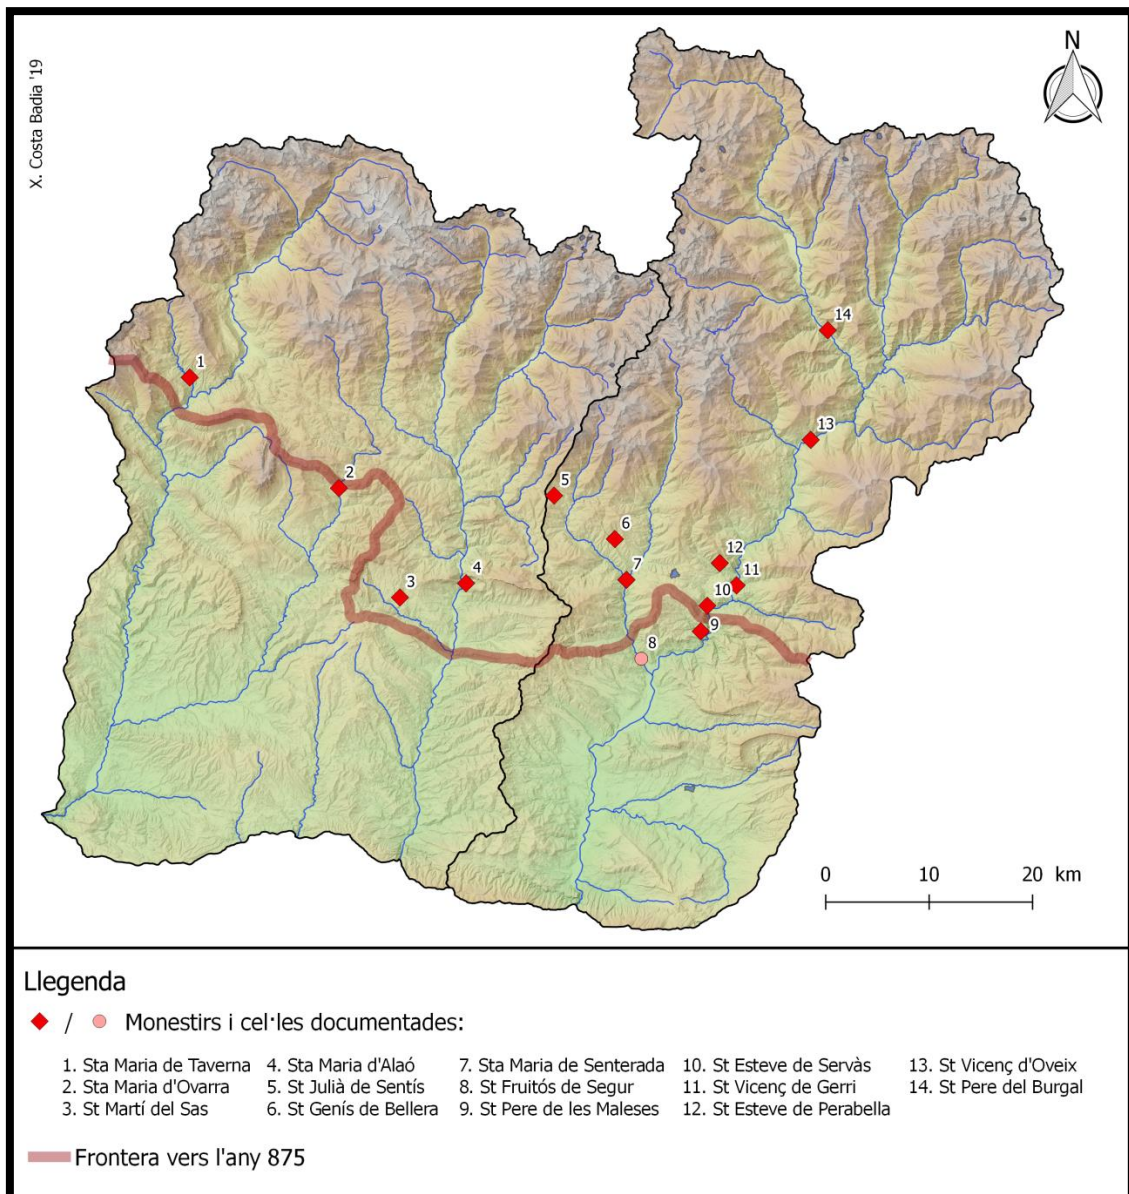 X. Costa Badia '19
N
14
1
13
2
5
6
12
7
11
3
4
10
9
8
0 10 20 km
Llegenda
/ Monestirs i cel·les documentades:
1. Sta Maria de Taverna 4. Sta Maria d'Alaó 7. Sta Maria de Senterada 10. St Esteve de Servàs 13. St Vicenç d'Oveix
2. Sta Maria d'Ovarra 5. St Julià de Sentís 8. St Fruitós de Segur 11. St Vicenç de Gerri 14. St Pere del Burgal
3. St Martí del Sas 6. St Genís de Bellera 9. St Pere de les Maleses 12. St Esteve de Perabella
Frontera vers l'any 875